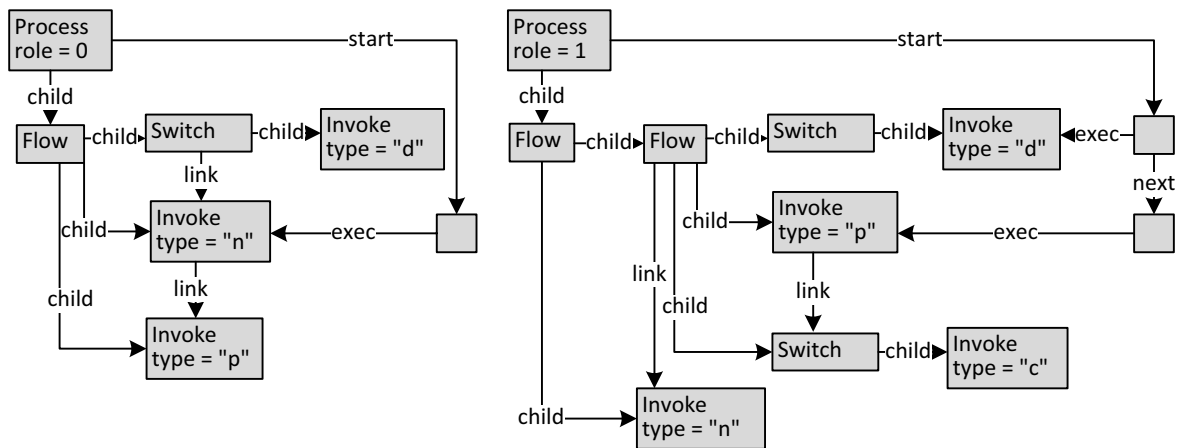 Process
role = 0
start
child
Flow
child
Switch
child
Invoke
type = "d"
link
child
Invoke
type = "n"
exec
child
link
Invoke
type = "p"
Process
role = 1
start
child
Flow
child
Flow
child
Switch
child
Invoke
type = "d"
exec
next
child
Invoke
type = "p"
exec
link
child
link
Switch
child
Invoke
type = "c"
child
Invoke
type = "n"